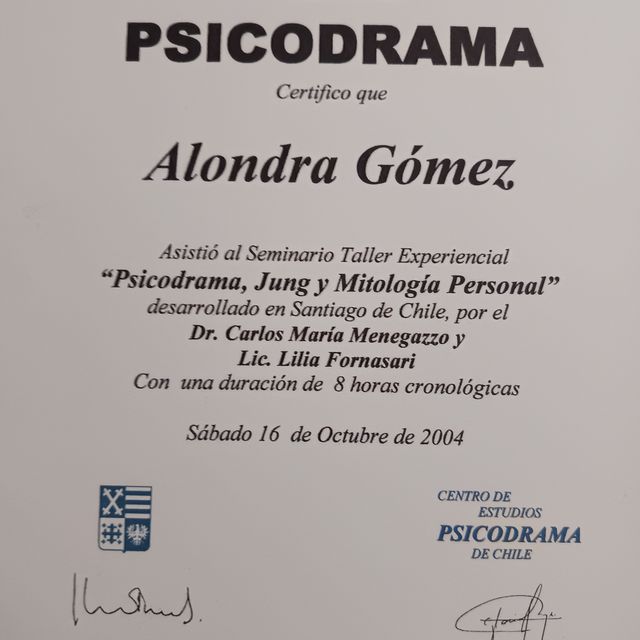 PSICODRAMA
Certifico que
Alondra Gómez
Asistió al Seminario Taller Experiencial
“Psicodrama, Jung y Mitología Personal”
desarrollado en Santiago de Chile, por el
Dr. Carlos María Menegazzo y
Lic. Lilia Fornasari
Con una duración de 8 horas cronológicas
Sábado 16 de Octubre de 2004
CENTRO DE
ESTUDIOS
PSICODRAMA
DE CHILE